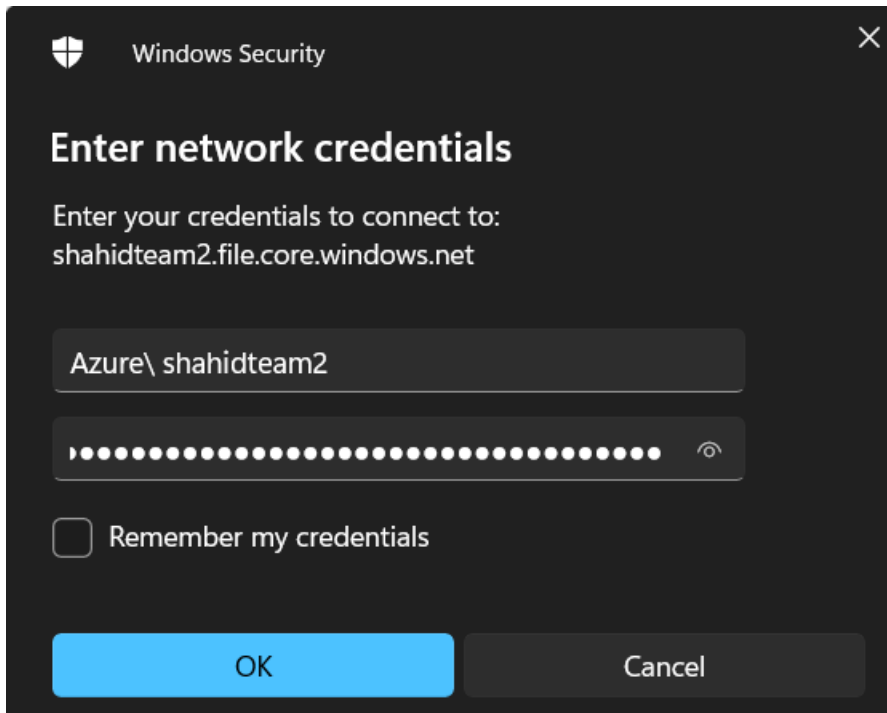 Windows Security
Enter network credentials
Enter your credentials to connect to:
shahidteam2.file.core.windows.net
Azure\ shahidteam2
Remember my credentials
OK
Cancel